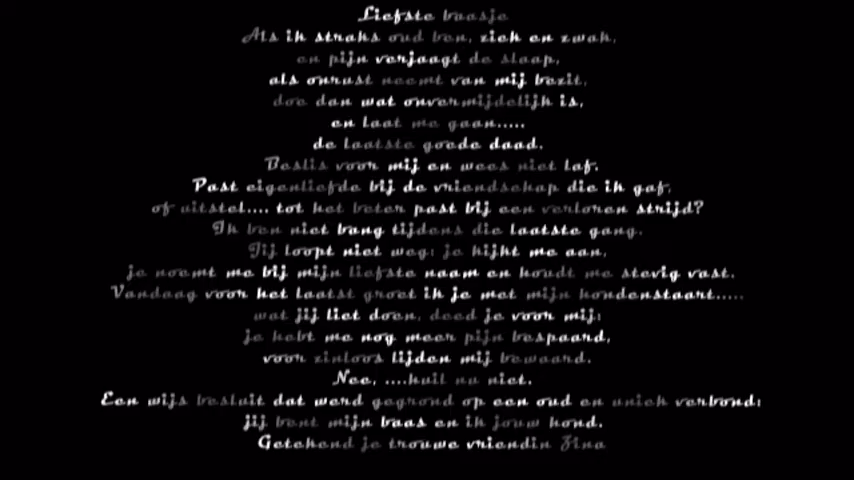 Liefste baasje
Als ik straks oud ben, ziek en zwak,
en pijn verjaagt de slaap,
als onrust neemt van mij bezit,
doe dan wat onvermijdelijk is,
en laat me gaan.....
de laatste goede daad.
Beslis voor mij en wees niet laf.
Past eigenliefde bij de vriendschap die ik gaf,
of uitstel.... tot het beter past bij een verloren strijd?
Ik ben niet bang tijdens die laatste gang.
Jij loopt niet weg: je kijkt me aan,
je noemt me bij mijn liefste naam en houdt me stevig vast.
Vandaag voor het laatst groet ik je met mijn hondenstaart.....
wat jij liet doen, deed je voor mij:
je hebt me nog meer pijn bespaard,
voor zinloos lijden mij bewaard.
Nee, ....huil nu niet.
Een wijs besluit dat werd gegrond op een oud en uniek verbond:
jij bent mijn baas en ik jouw hond.
Getekend je trouwe vriendin Zina